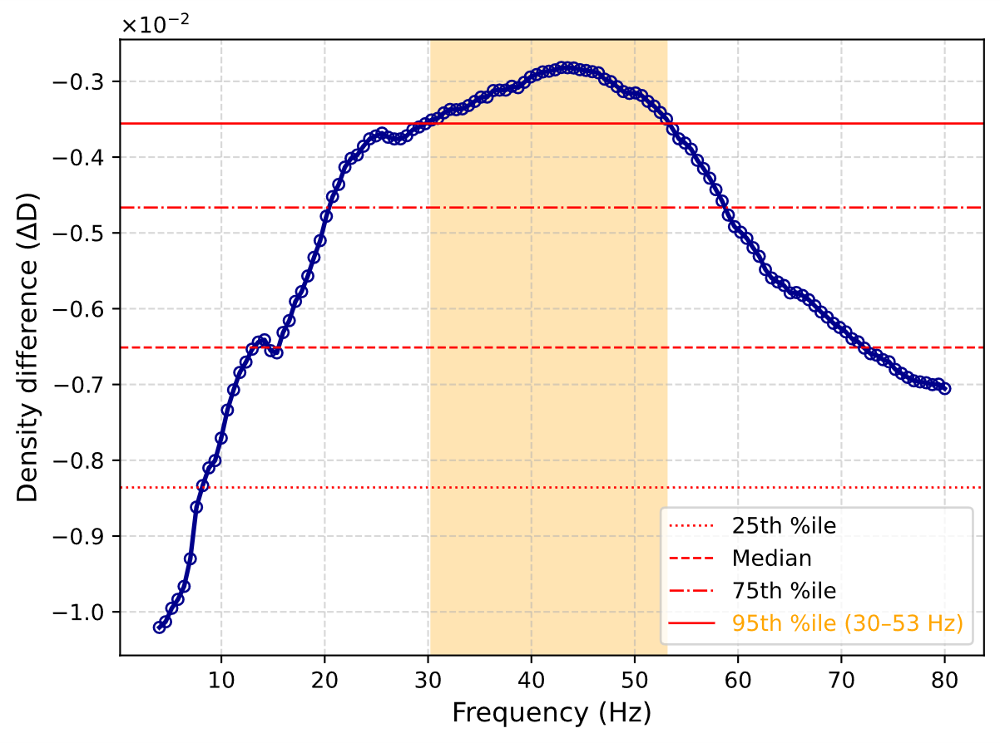 ×10⁻²
Density difference (ΔD)
−0.3
−0.4
−0.5
−0.6
−0.7
−0.8
−0.9
−1.0
25th %ile
Median
75th %ile
95th %ile (30–53 Hz)
10 20 30 40 50 60 70 80
Frequency (Hz)